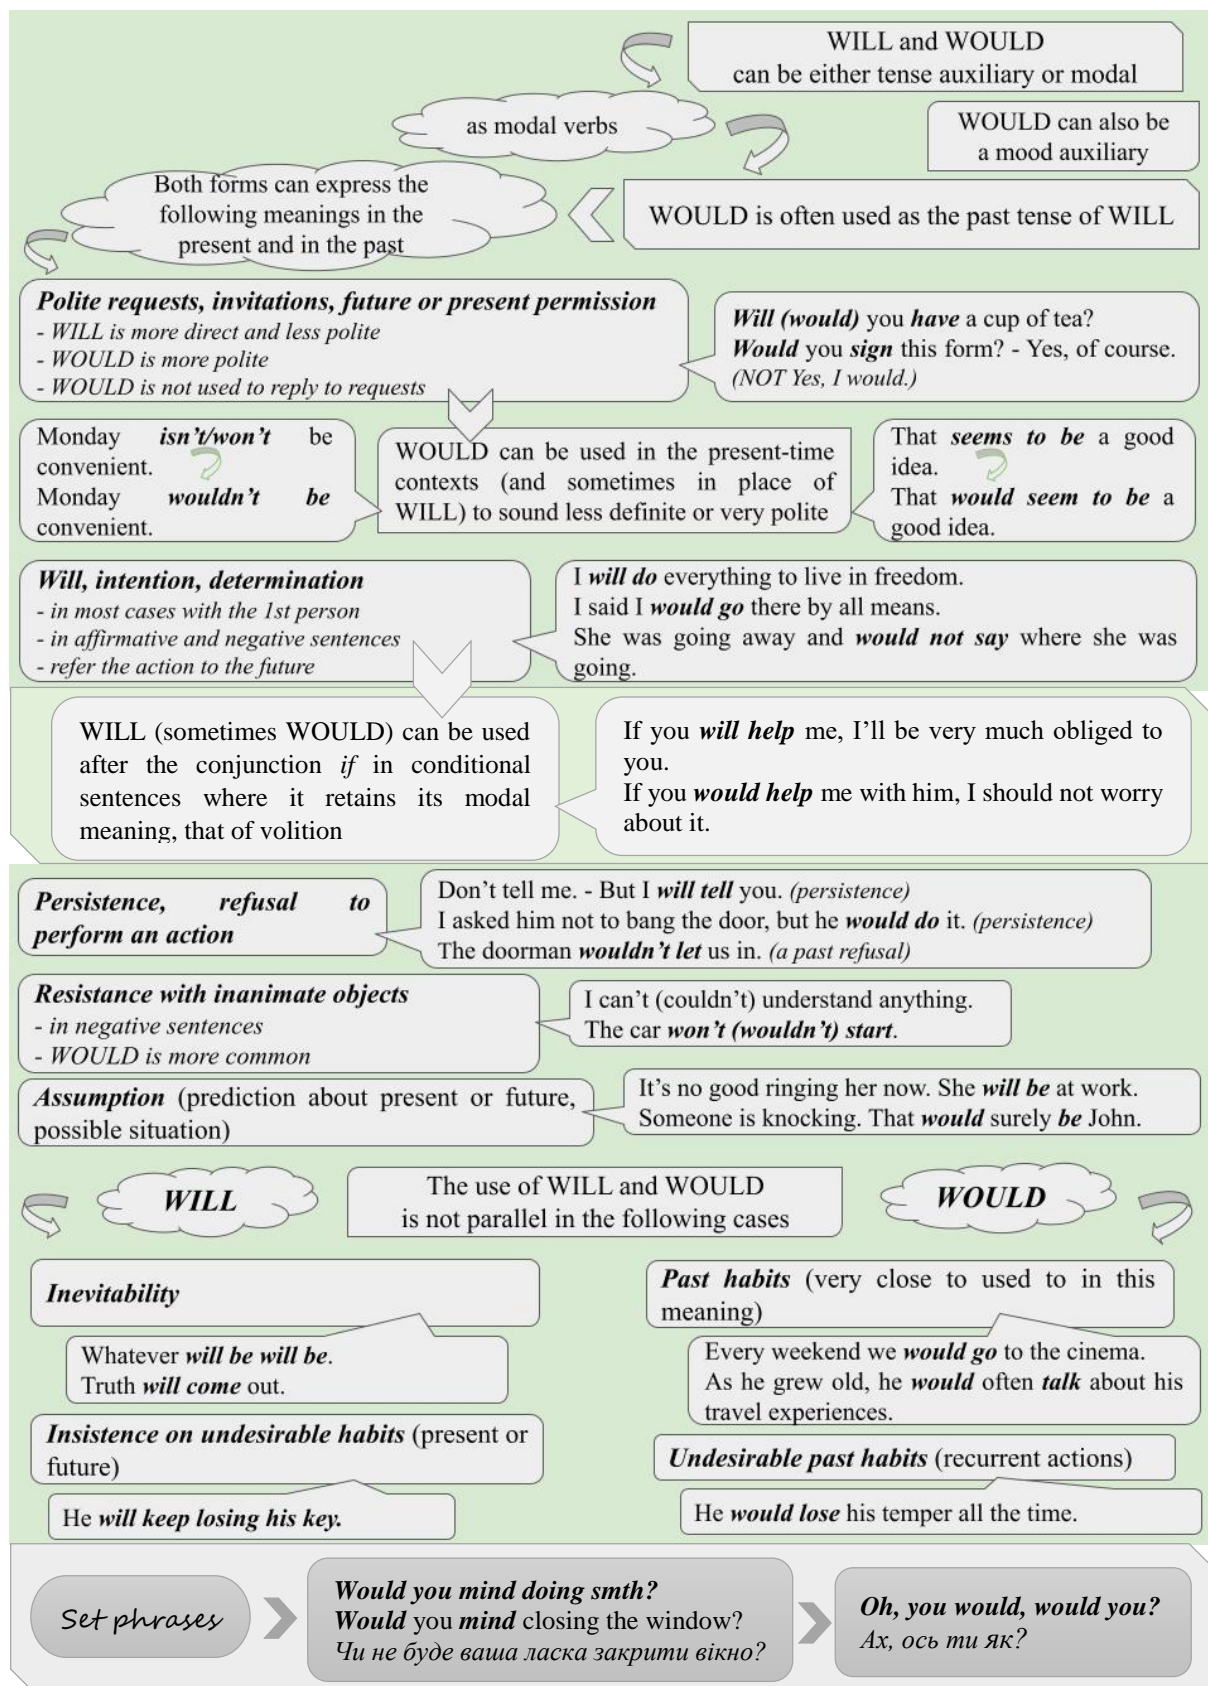 WILL and WOULD
can be either tense auxiliary or modal
as modal verbs
WOULD can also be
a mood auxiliary
Both forms can express the
following meanings in the
present and in the past
WOULD is often used as the past tense of WILL
Polite requests, invitations, future or present permission
- WILL is more direct and less polite
- WOULD is more polite
- WOULD is not used to reply to requests
Will (would) you have a cup of tea?
Would you sign this form? - Yes, of course.
(NOT Yes, I would.)
Monday isn't/won't be
convenient.
Monday wouldn't be
convenient.
WOULD can be used in the present-time
contexts (and sometimes in place of
WILL) to sound less definite or very polite
That seems to be a good
idea.
That would seem to be a
good idea.
Will, intention, determination
- in most cases with the 1st person
- in affirmative and negative sentences
- refer the action to the future
I will do everything to live in freedom.
I said I would go there by all means.
She was going away and would not say where she was
going.
WILL (sometimes WOULD) can be used
after the conjunction if in conditional
sentences where it retains its modal
meaning, that of volition
If you will help me, I'll be very much obliged to
you.
If you would help me with him, I should not worry
about it.
Persistence, refusal to
perform an action
Don't tell me. - But I will tell you. (persistence)
I asked him not to bang the door, but he would do it. (persistence)
The doorman wouldn't let us in. (a past refusal)
Resistance with inanimate objects
- in negative sentences
- WOULD is more common
I can't (couldn't) understand anything.
The car won't (wouldn't) start.
Assumption (prediction about present or future,
possible situation)
It's no good ringing her now. She will be at work.
Someone is knocking. That would surely be John.
WILL
The use of WILL and WOULD
is not parallel in the following cases
WOULD
Inevitability
Whatever will be will be.
Truth will come out.
Insistence on undesirable habits (present or
future)
He will keep losing his key.
Past habits (very close to used to in this
meaning)
Every weekend we would go to the cinema.
As he grew old, he would often talk about his
travel experiences.
Undesirable past habits (recurrent actions)
He would lose his temper all the time.
Set phrases
Would you mind doing smth?
Would you mind closing the window?
Чи не буде ваша ласка закрити вікно?
Oh, you would, would you?
Ах, ось ти як?